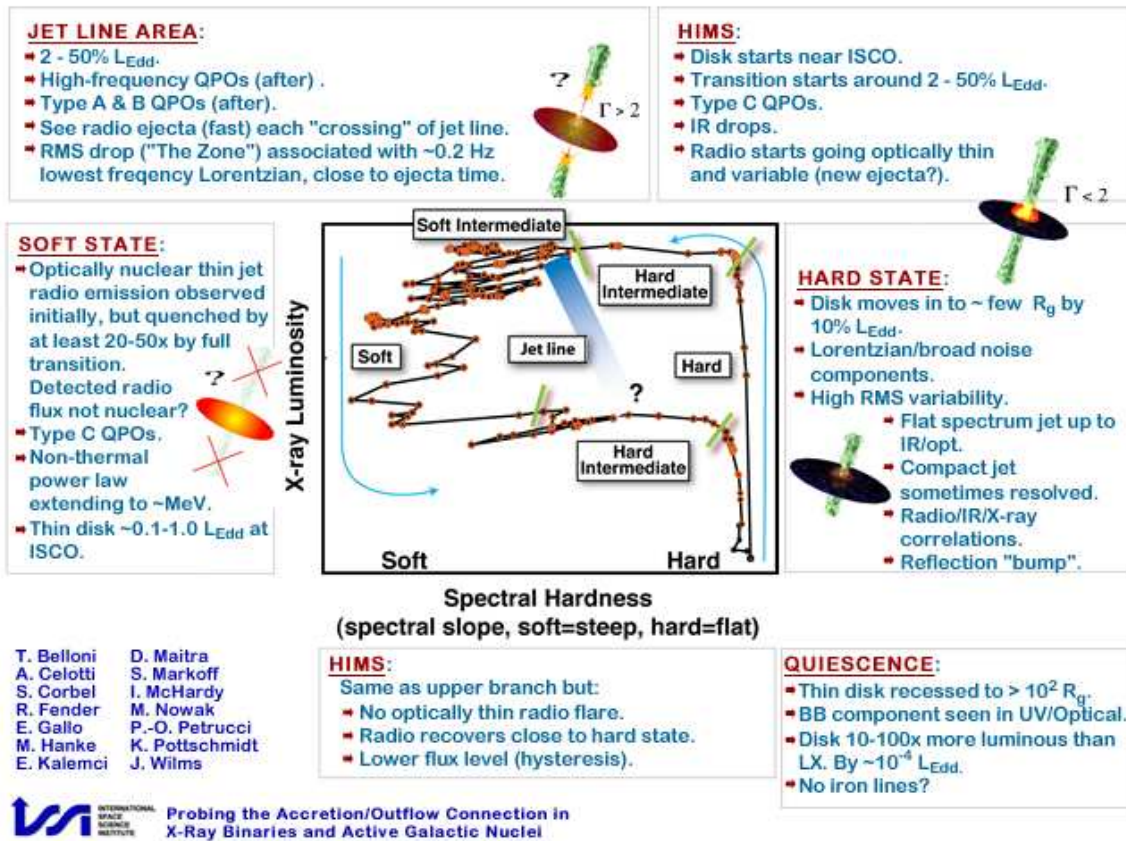 JET LINE AREA:
2 - 50% LEdd.
High-frequency QPOs (after) .
Type A & B QPOs (after).
See radio ejecta (fast) each "crossing" of jet line.
RMS drop ("The Zone") associated with ~0.2 Hz
lowest freqency Lorentzian, close to ejecta time.
?
Γ > 2
HIMS:
Disk starts near ISCO.
Transition starts around 2 - 50% LEdd.
Type C QPOs.
IR drops.
Radio starts going optically thin
and variable (new ejecta?).
Γ < 2
SOFT STATE:
Optically nuclear thin jet
radio emission observed
initially, but quenched by
at least 20-50x by full
transition.
Detected radio
flux not nuclear?
Type C QPOs.
Non-thermal
power law
extending to ~MeV.
Thin disk ~0.1-1.0 LEdd at
ISCO.
?
X-ray Luminosity
Soft Intermediate
Hard
Intermediate
Soft
Jet line
Hard
?
Hard
Intermediate
Soft
Hard
Spectral Hardness
(spectral slope, soft=steep, hard=flat)
HARD STATE:
Disk moves in to ~ few Rg by
10% LEdd.
Lorentzian/broad noise
components.
High RMS variability.
Flat spectrum jet up to
IR/opt.
Compact jet
sometimes resolved.
Radio/IR/X-ray
correlations.
Reflection "bump".
T. Belloni
A. Celotti
S. Corbel
R. Fender
E. Gallo
M. Hanke
E. Kalemci
D. Maitra
S. Markoff
I. McHardy
M. Nowak
P.-O. Petrucci
K. Pottschmidt
J. Wilms
HIMS:
Same as upper branch but:
No optically thin radio flare.
Radio recovers close to hard state.
Lower flux level (hysteresis).
QUIESCENCE:
Thin disk recessed to > 10² Rg.
BB component seen in UV/Optical.
Disk 10-100x more luminous than
LX. By ~10⁻⁴ LEdd.
No iron lines?
INTERNATIONAL
SPACE
SCIENCE
INSTITUTE
Probing the Accretion/Outflow Connection in
X-Ray Binaries and Active Galactic Nuclei